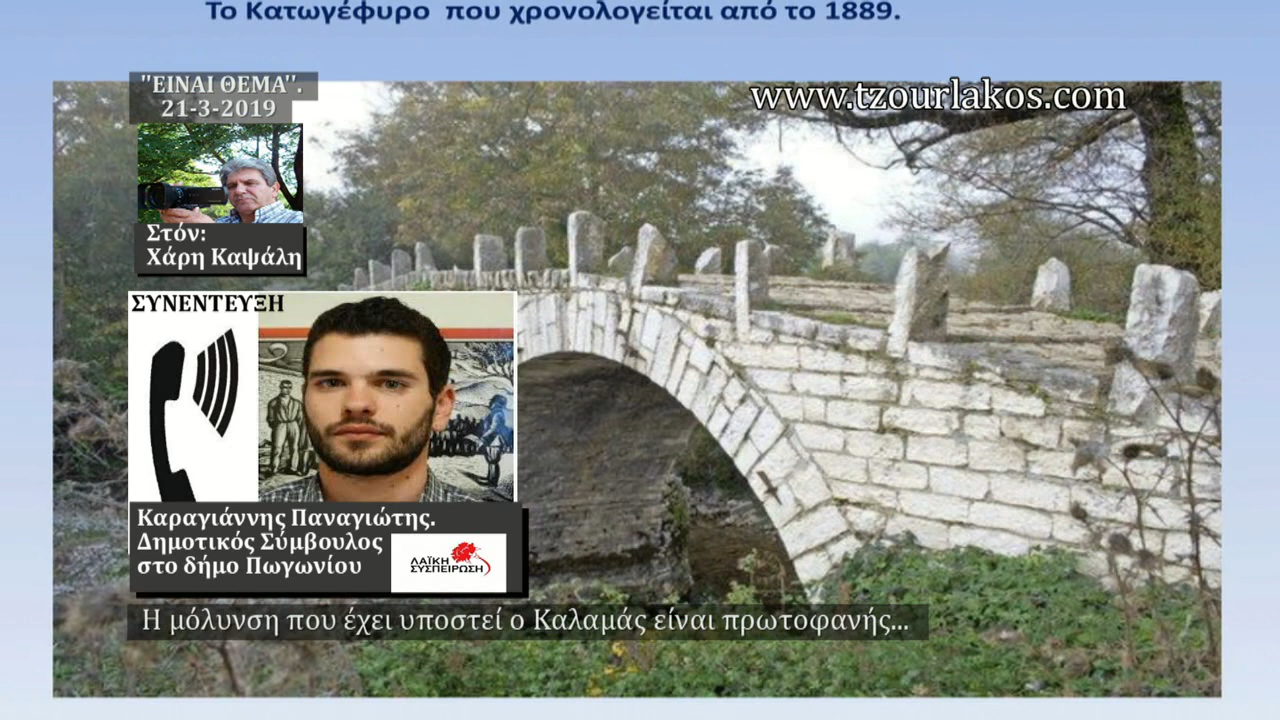 Το Κατωγέφυρο που χρονολογείται από το 1889.
"ΕΙΝΑΙ ΘΕΜΑ".
21-3-2019
www.tzourlakos.com
Στόν:
Χάρη Καψάλη
ΣΥΝΕΝΤΕΥΞΗ
Καραγιάννης Παναγιώτης.
Δημοτικός Σύμβουλος
στο δήμο Πωγωνίου
ΛΑΪΚΗ
ΣΥΣΠΕΙΡΩΣΗ
Η μόλυνση που έχει υποστεί ο Καλαμάς είναι πρωτοφανής...